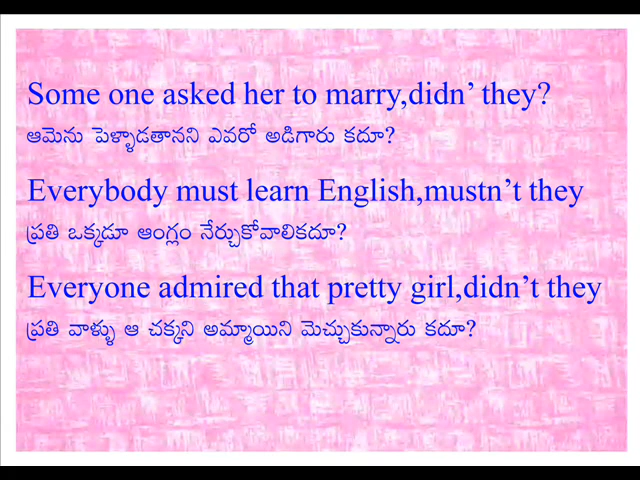 Some one asked her to marry,didn’ they?
ఆమెను పెళ్ళాడతానని ఎవరో అడిగారు కదూ?
Everybody must learn English,mustn’t they
ప్రతి ఒక్కడూ ఆంగ్లం నేర్చుకోవాలికదూ?
Everyone admired that pretty girl,didn’t they
ప్రతి వాళ్ళు ఆ చక్కని అమ్మాయిని మెచ్చుకున్నారు కదూ?